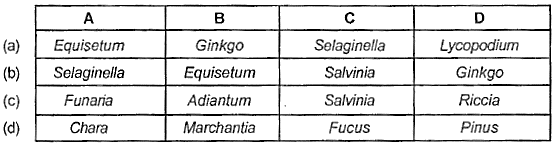 A B C D
(a) Equisetum Ginkgo Selaginella Lycopodium
(b) Selaginella Equisetum Salvinia Ginkgo
(c) Funaria Adiantum Salvinia Riccia
(d) Chara Marchantia Fucus Pinus